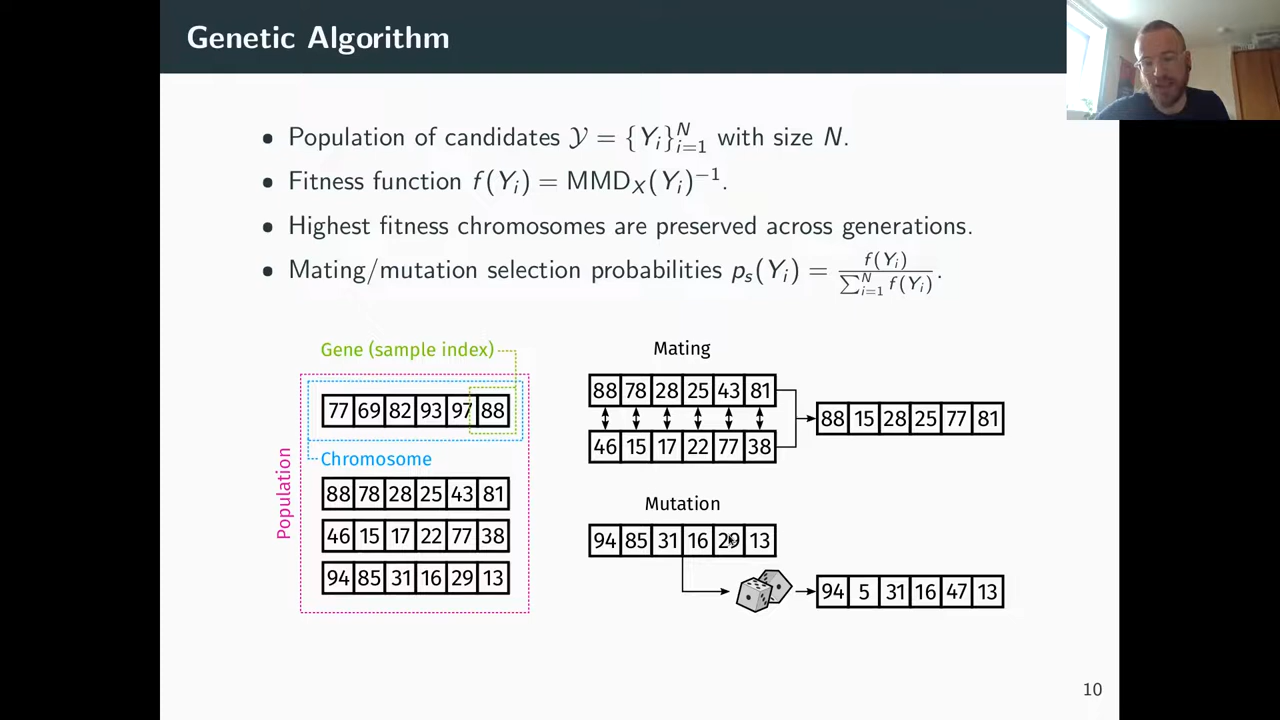 Genetic Algorithm
• Population of candidates 𝒴 = {Yᵢ}ᵢ₌₁ᴺ with size N.
• Fitness function f(Yᵢ) = MMD_X(Yᵢ)⁻¹.
• Highest fitness chromosomes are preserved across generations.
• Mating/mutation selection probabilities pₛ(Yᵢ) = f(Yᵢ) / ∑ᵢ₌₁ᴺ f(Yᵢ).
Gene (sample index)
77 69 82 93 97 88
Chromosome
Population
88 78 28 25 43 81
46 15 17 22 77 38
94 85 31 16 29 13
Mating
88 78 28 25 43 81
46 15 17 22 77 38
88 15 28 25 77 81
Mutation
94 85 31 16 29 13
94 5 31 16 47 13
10